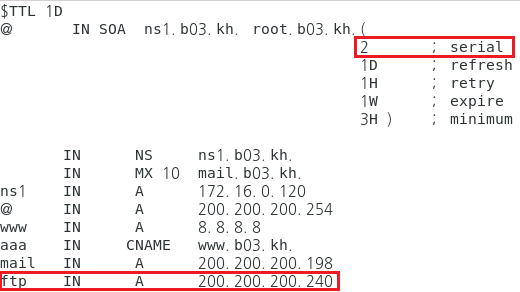 $TTL 1D
@ IN SOA ns1.b03.kh. root.b03.kh.(
2 ; serial
1D ; refresh
1H ; retry
1W ; expire
3H ) ; minimum
IN NS ns1.b03.kh.
IN MX 10 mail.b03.kh.
ns1 IN A 172.16.0.120
@ IN A 200.200.200.254
www IN A 8.8.8.8
aaa IN CNAME www.b03.kh.
mail IN A 200.200.200.198
ftp IN A 200.200.200.240